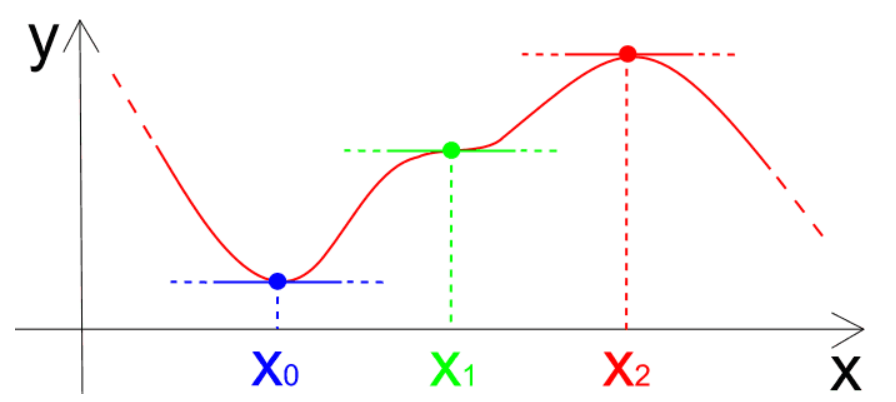 y
x₀ x₁ x₂ x